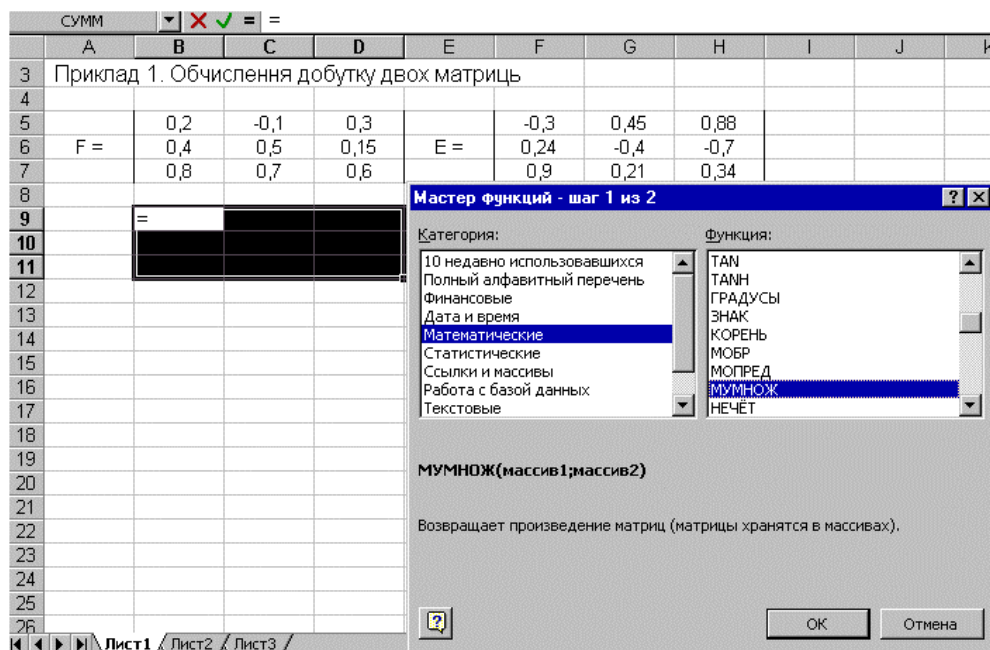 СУММ = =
A B C D E F G H I J K
3 Приклад 1. Обчислення добутку двох матриць
4
5 0,2 -0,1 0,3 -0,3 0,45 0,88
6 F = 0,4 0,5 0,15 E = 0,24 -0,4 -0,7
7 0,8 0,7 0,6 0,9 0,21 0,34
8
9 =
10
11
12
13
14
15
16
17
18
19
20
21
22
23
24
25
26
Мастер функций - шаг 1 из 2
Категория:
10 недавно использовавшихся
Полный алфавитный перечень
Финансовые
Дата и время
Математические
Статистические
Ссылки и массивы
Работа с базой данных
Текстовые
Функция:
TAN
TANH
ГРАДУСЫ
ЗНАК
КОРЕНЬ
МОБР
МОПРЕД
МУМНОЖ
НЕЧЁТ
МУМНОЖ(массив1;массив2)
Возвращает произведение матриц (матрицы хранятся в массивах).
OK Отмена
Лист1 Лист2 Лист3